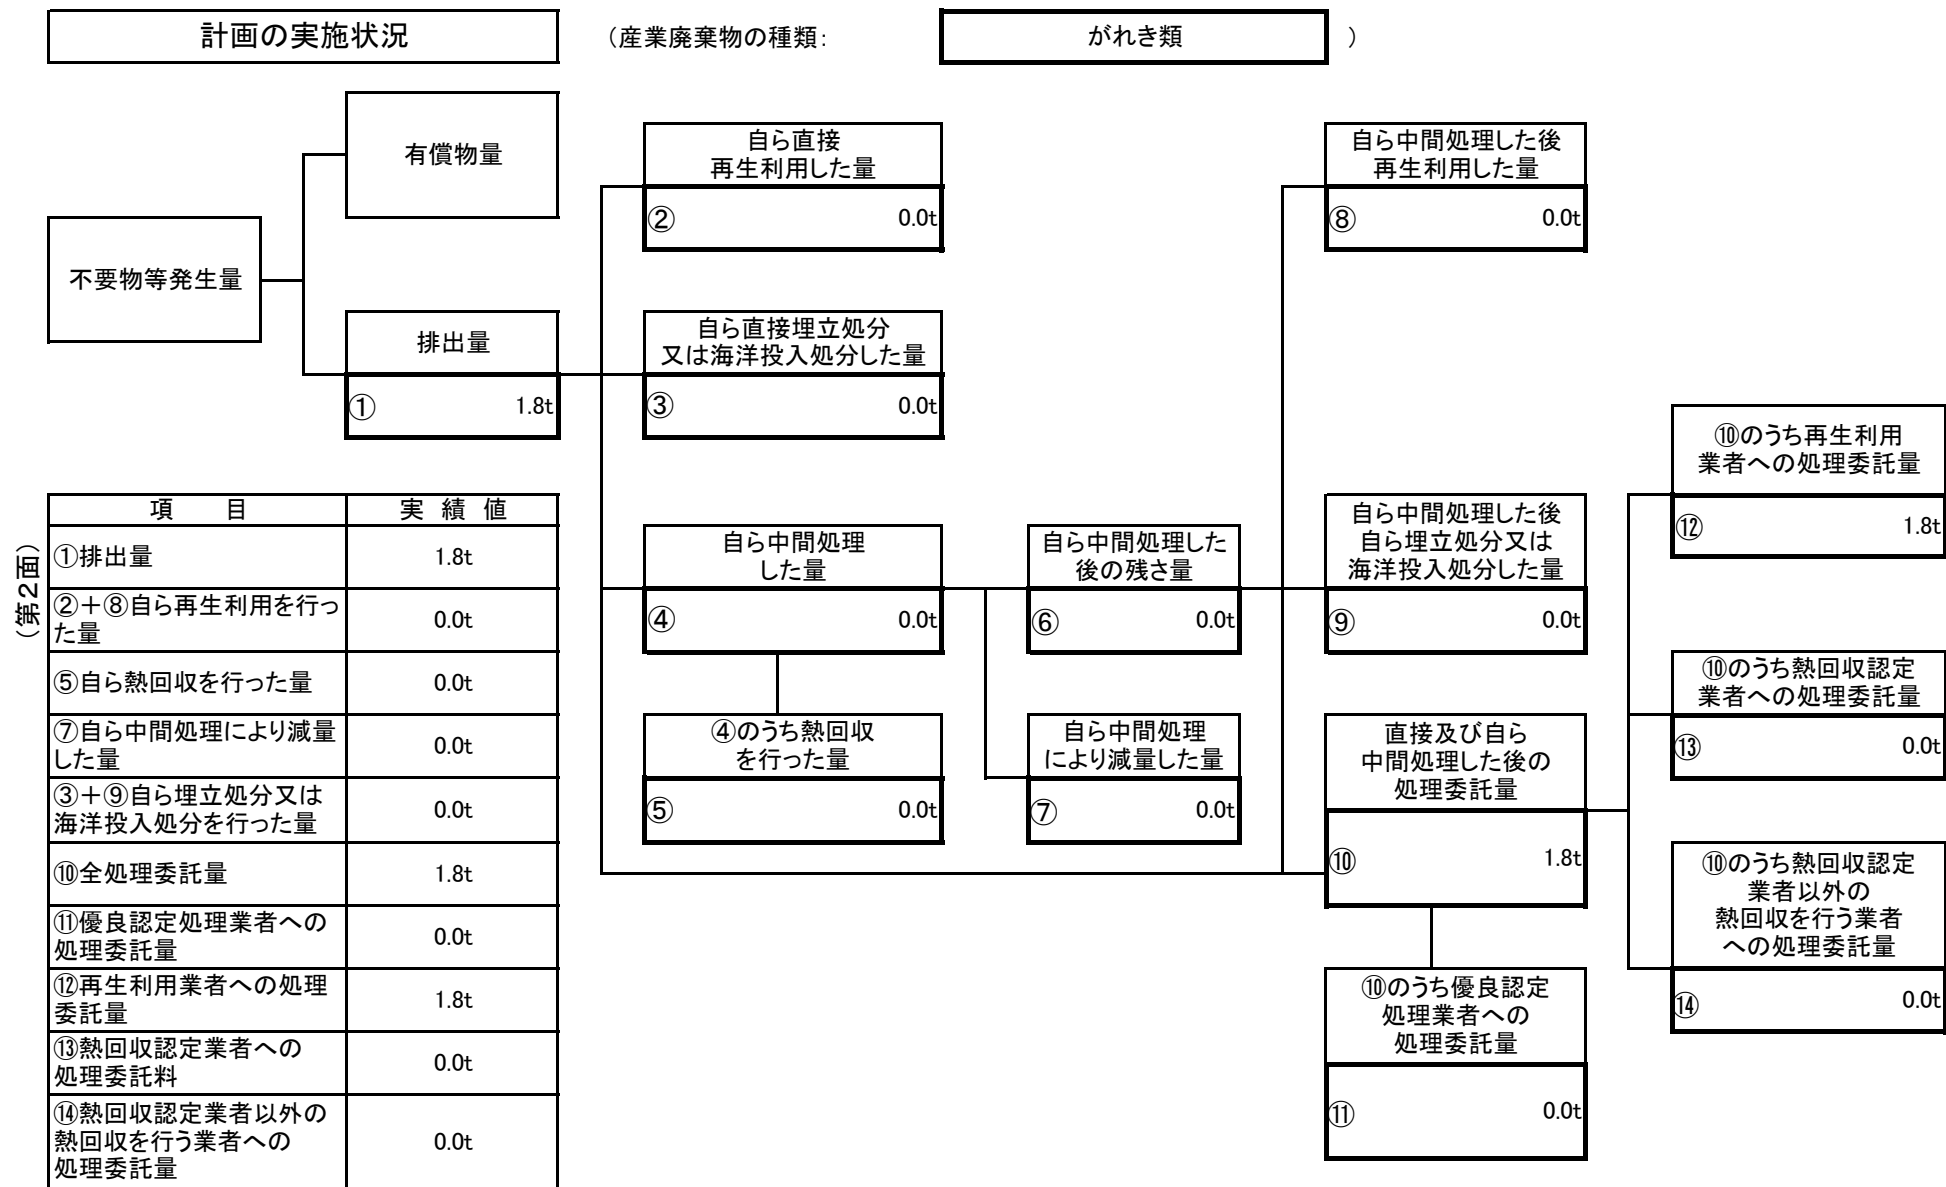 計画の実施状況
（産業廃棄物の種類：
がれき類
）
有償物量
不要物等発生量
排出量
① 1.8t
自ら直接
再生利用した量
② 0.0t
自ら直接埋立処分
又は海洋投入処分した量
③ 0.0t
自ら中間処理した後
再生利用した量
⑧ 0.0t
自ら中間処理
した量
④ 0.0t
④のうち熱回収
を行った量
⑤ 0.0t
自ら中間処理した
後の残さ量
⑥ 0.0t
自ら中間処理
により減量した量
⑦ 0.0t
自ら中間処理した後
自ら埋立処分又は
海洋投入処分した量
⑨ 0.0t
直接及び自ら
中間処理した後の
処理委託量
⑩ 1.8t
⑩のうち優良認定
処理業者への
処理委託量
⑪ 0.0t
⑩のうち再生利用
業者への処理委託量
⑫ 1.8t
⑩のうち熱回収認定
業者への処理委託量
⑬ 0.0t
⑩のうち熱回収認定
業者以外の
熱回収を行う業者
への処理委託量
⑭ 0.0t
（第２面）
項　　目 実　績　値
①排出量 1.8t
②＋⑧自ら再生利用を行っ
た量 0.0t
⑤自ら熱回収を行った量 0.0t
⑦自ら中間処理により減量
した量 0.0t
③＋⑨自ら埋立処分又は
海洋投入処分を行った量 0.0t
⑩全処理委託量 1.8t
⑪優良認定処理業者への
処理委託量 0.0t
⑫再生利用業者への処理
委託量 1.8t
⑬熱回収認定業者への
処理委託料 0.0t
⑭熱回収認定業者以外の
熱回収を行う業者への
処理委託量 0.0t